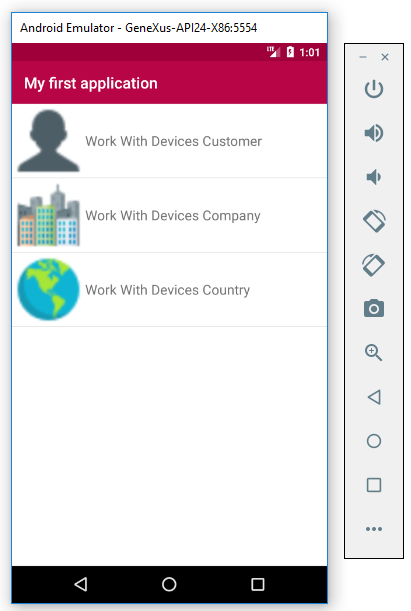 Android Emulator - GeneXus-API24-X86:5554
1:01
My first application
Work With Devices Customer
Work With Devices Company
Work With Devices Country